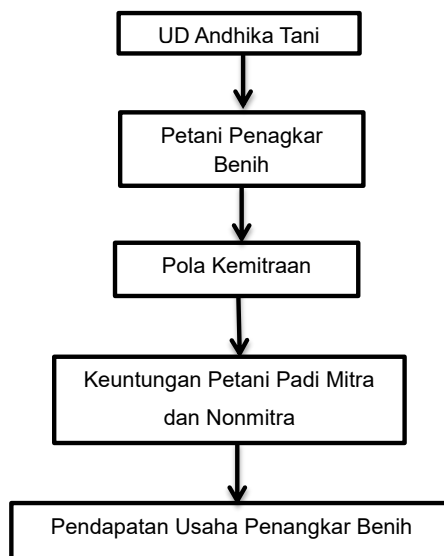 UD Andhika Tani
Petani Penagkar
Benih
Pola Kemitraan
Keuntungan Petani Padi Mitra
dan Nonmitra
Pendapatan Usaha Penangkar Benih